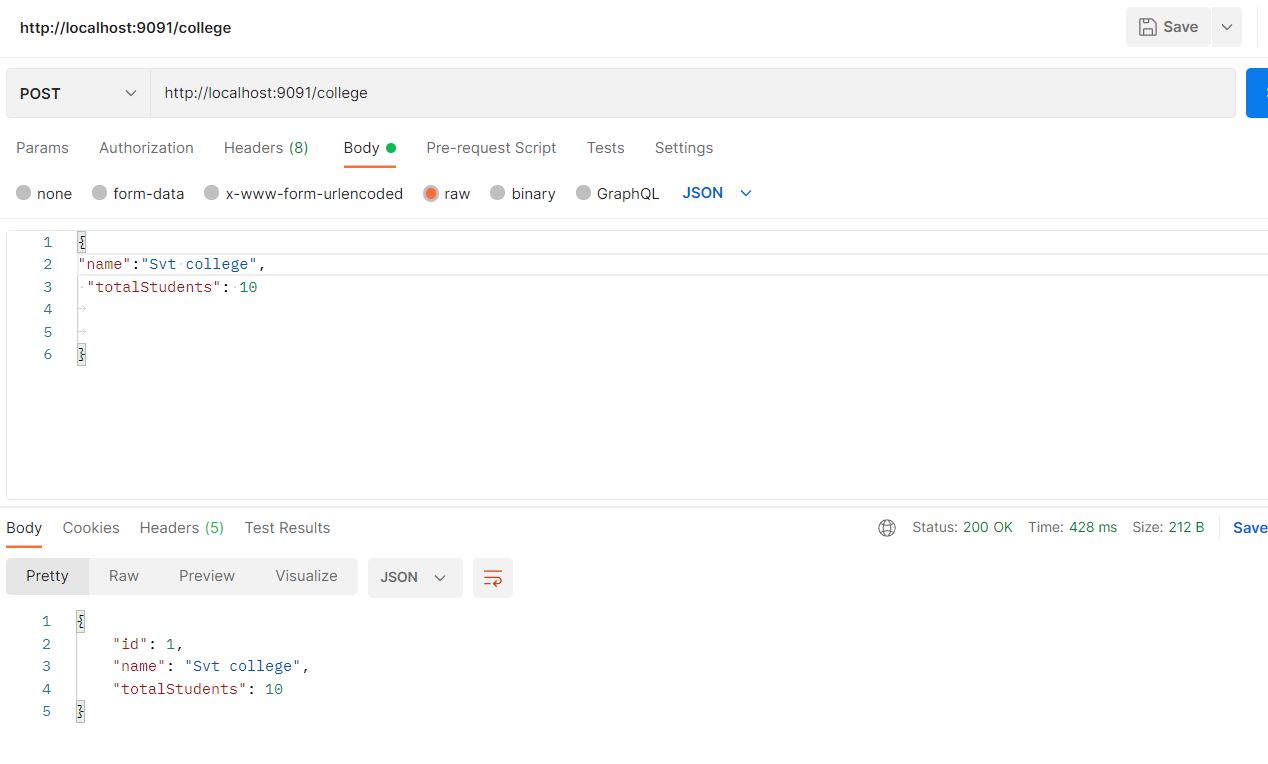 http://localhost:9091/college
Save
POST http://localhost:9091/college
Params Authorization Headers (8) Body Pre-request Script Tests Settings
none form-data x-www-form-urlencoded raw binary GraphQL JSON
1 {
2 "name":"Svt college",
3 "totalStudents": 10
4
5
6 }
Body Cookies Headers (5) Test Results Status: 200 OK Time: 428 ms Size: 212 B Save
Pretty Raw Preview Visualize JSON
1 {
2 "id": 1,
3 "name": "Svt college",
4 "totalStudents": 10
5 }